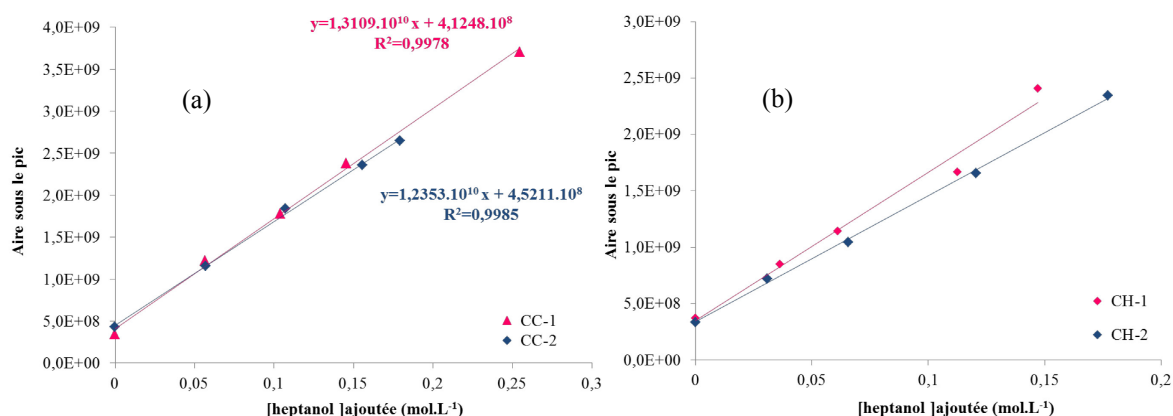 y=1,3109.10¹⁰ x + 4,1248.10⁸
R²=0,9978
(a)
y=1,2353.10¹⁰ x + 4,5211.10⁸
R²=0,9985
Aire sous le pic
4,0E+09
3,5E+09
3,0E+09
2,5E+09
2,0E+09
1,5E+09
1,0E+09
5,0E+08
0,0E+00
CC-1
CC-2
0 0,05 0,1 0,15 0,2 0,25 0,3
[heptanol ]ajoutée (mol.L⁻¹)
(b)
Aire sous le pic
3,0E+09
2,5E+09
2,0E+09
1,5E+09
1,0E+09
5,0E+08
0,0E+00
CH-1
CH-2
0 0,05 0,1 0,15 0,2
[heptanol ]ajoutée (mol.L⁻¹)